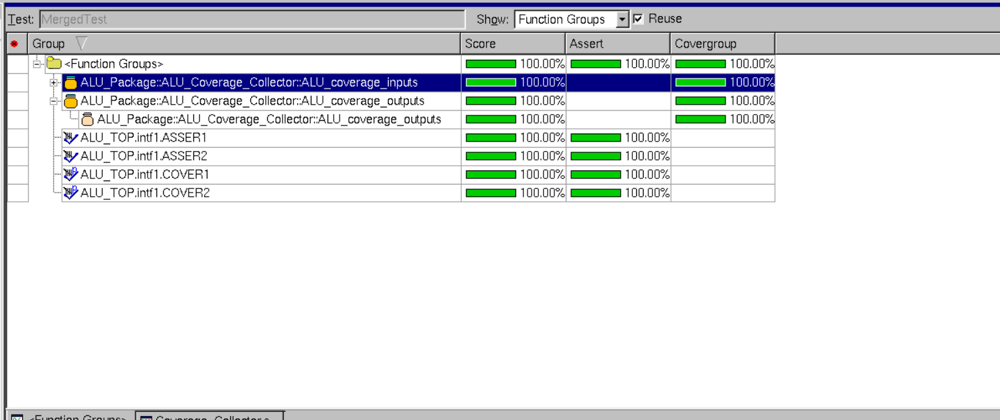 Test: MergedTest Show: Function Groups Reuse
Group Score Assert Covergroup
<Function Groups> 100.00% 100.00% 100.00%
ALU_Package::ALU_Coverage_Collector::ALU_coverage_inputs 100.00% 100.00%
ALU_Package::ALU_Coverage_Collector::ALU_coverage_outputs 100.00% 100.00%
ALU_Package::ALU_Coverage_Collector::ALU_coverage_outputs 100.00% 100.00%
ALU_TOP.intf1.ASSER1 100.00% 100.00%
ALU_TOP.intf1.ASSER2 100.00% 100.00%
ALU_TOP.intf1.COVER1 100.00% 100.00%
ALU_TOP.intf1.COVER2 100.00% 100.00%
<Function Groups> Coverage_Collector.s